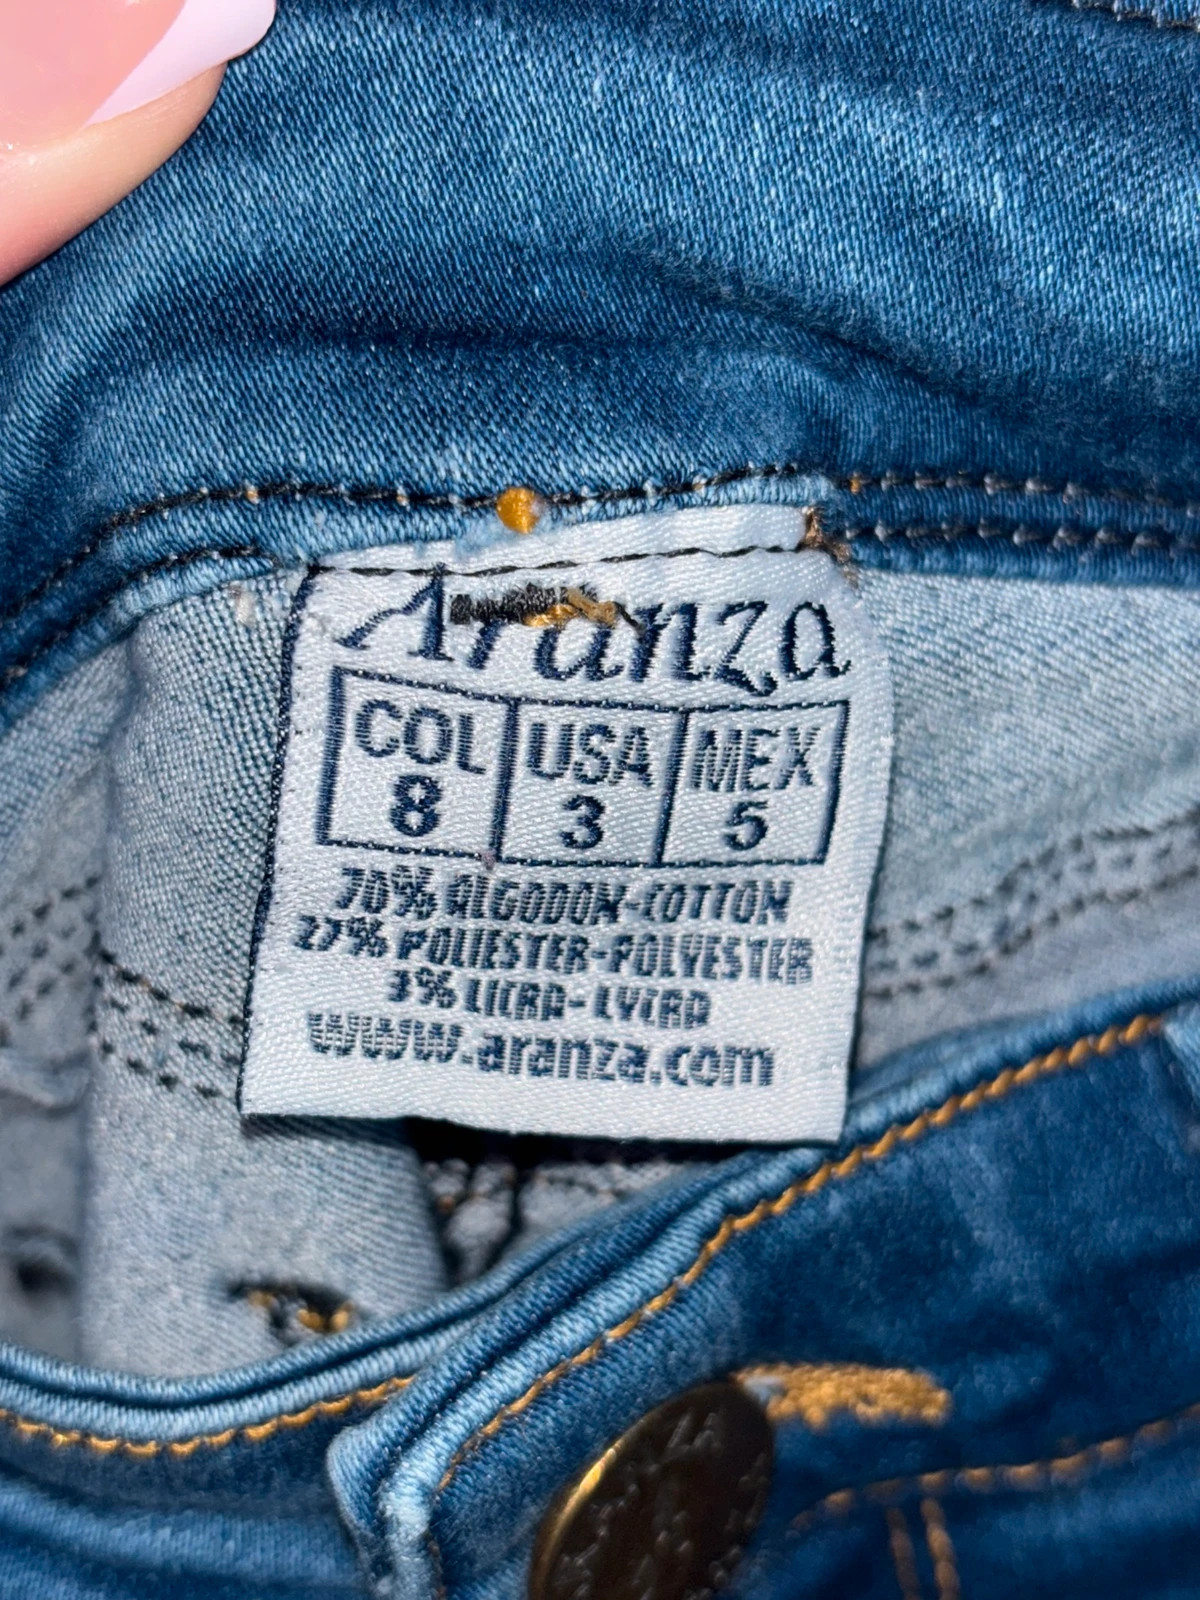 Aranza
COL USA MEX
8 3 5
70% ALGODON-COTTON
27% POLIESTER-POLYESTER
3% LICRA-LYCRA
www.aranza.com